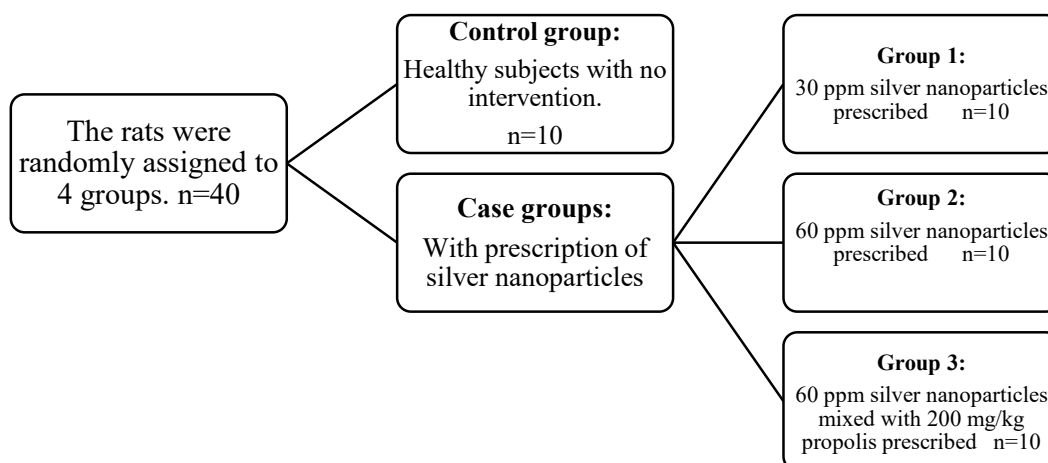 The rats were
randomly assigned to
4 groups. n=40
Control group:
Healthy subjects with no
intervention.
n=10
Case groups:
With prescription of
silver nanoparticles
Group 1:
30 ppm silver nanoparticles
prescribed n=10
Group 2:
60 ppm silver nanoparticles
prescribed n=10
Group 3:
60 ppm silver nanoparticles
mixed with 200 mg/kg
propolis prescribed n=10